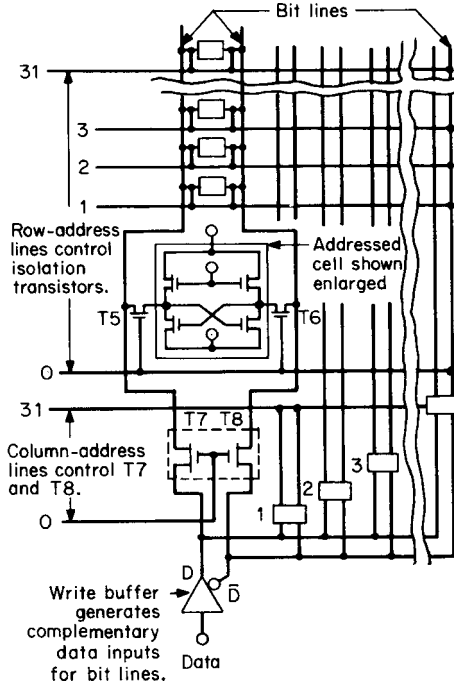 Bit lines
31
3
2
1
Row-address
lines control
isolation
transistors.
Addressed
cell shown
enlarged
T5
T6
0
31
T7 T8
Column-address
lines control T7
and T8.
3
2
1
0
D
D̅
Write buffer
generates
complementary
data inputs
for bit lines.
Data